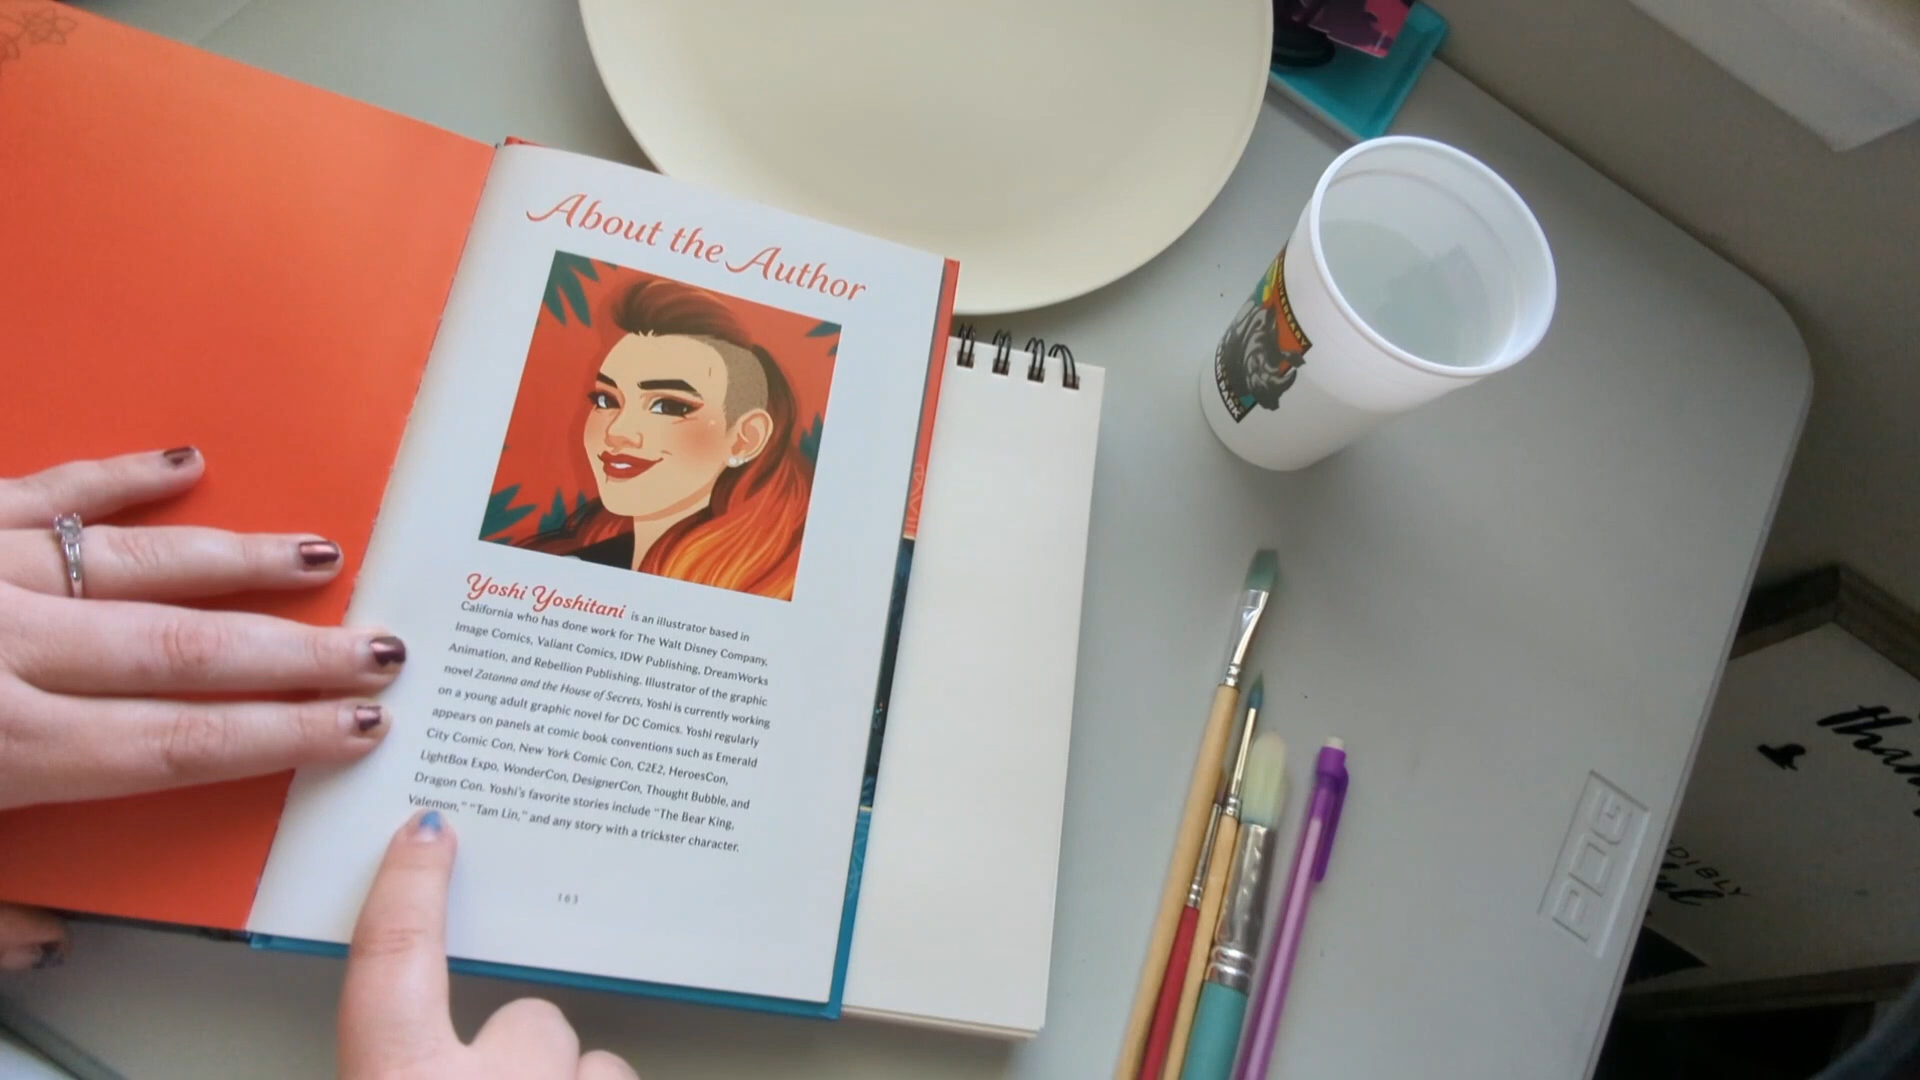 About the Author
Yoshi Yoshitani is an illustrator based in
California who has done work for The Walt Disney Company,
Image Comics, Valiant Comics, IDW Publishing, DreamWorks
Animation, and Rebellion Publishing. Illustrator of the graphic
novel Zatanna and the House of Secrets, Yoshi is currently working
on a young adult graphic novel for DC Comics. Yoshi regularly
appears on panels at comic book conventions such as Emerald
City Comic Con, New York Comic Con, C2E2, HeroesCon,
LightBox Expo, WonderCon, DesignerCon, Thought Bubble, and
Dragon Con. Yoshi's favorite stories include "The Bear King,
Valemon," "Tam Lin," and any story with a trickster character.
163
PDG